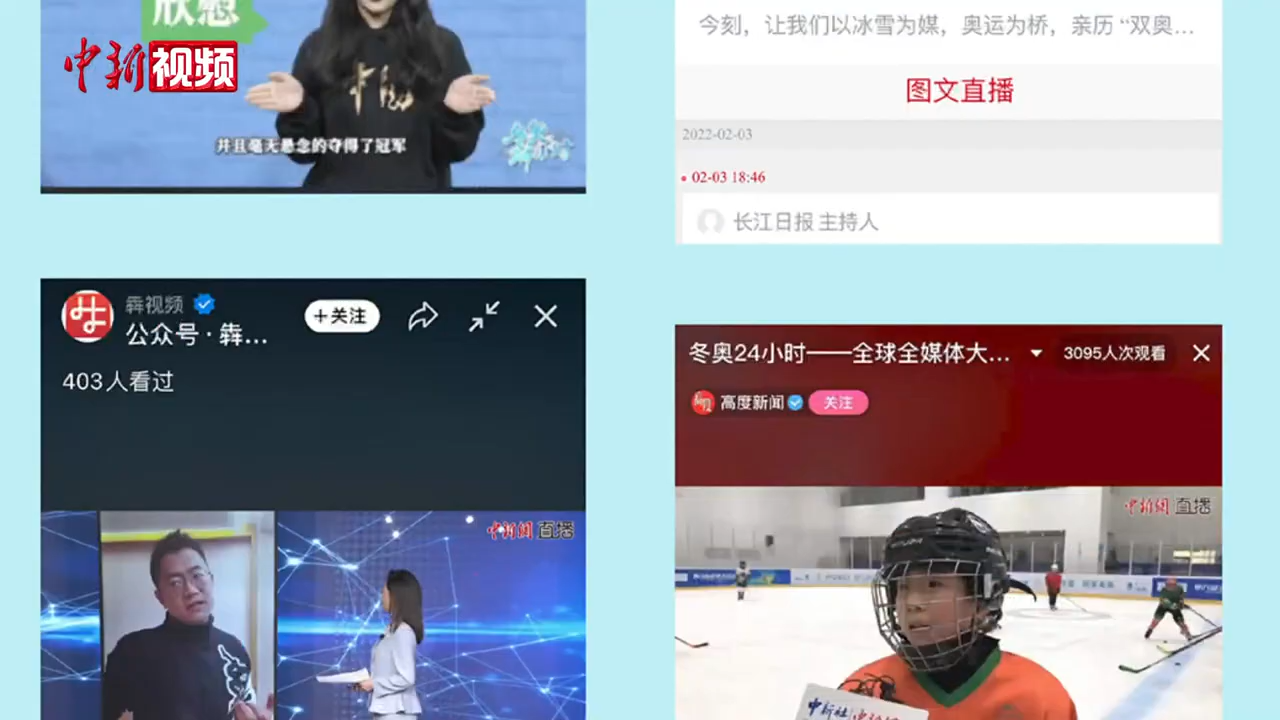 欣慰
中新视频
并且毫无悬念的夺得了冠军
今刻，让我们以冰雪为媒，奥运为桥，亲历 “双奥...
图文直播
2022-02-03
02-03 18:46
长江日报 主持人
犇视频
公众号 · 犇...
+关注
403人看过
中新网 直播
冬奥24小时——全球全媒体大...
3095人次观看
高度新闻
关注
中新网 直播
中新社